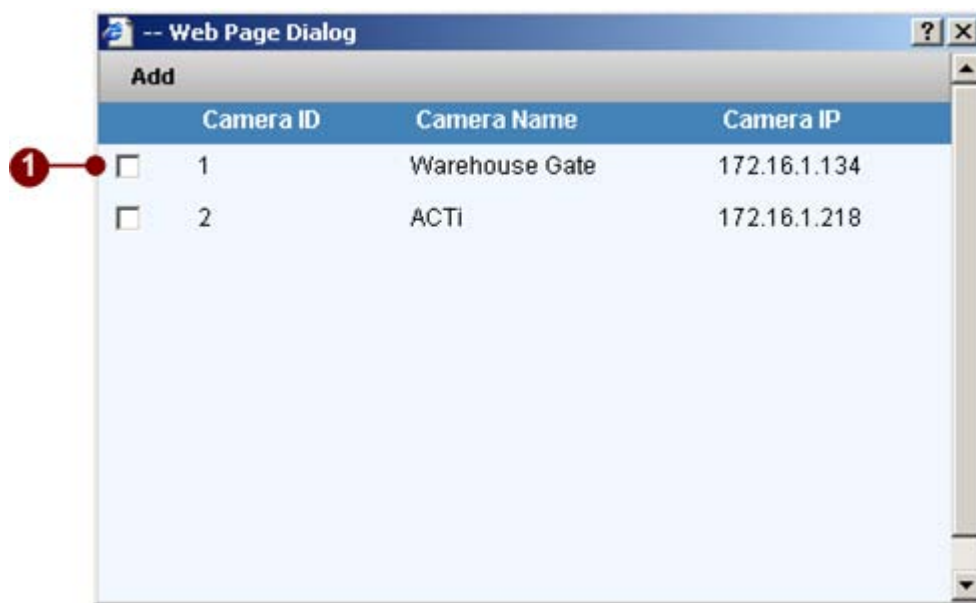 -- Web Page Dialog ? X
Add
Camera ID Camera Name Camera IP
1 1 Warehouse Gate 172.16.1.134
2 ACTi 172.16.1.218